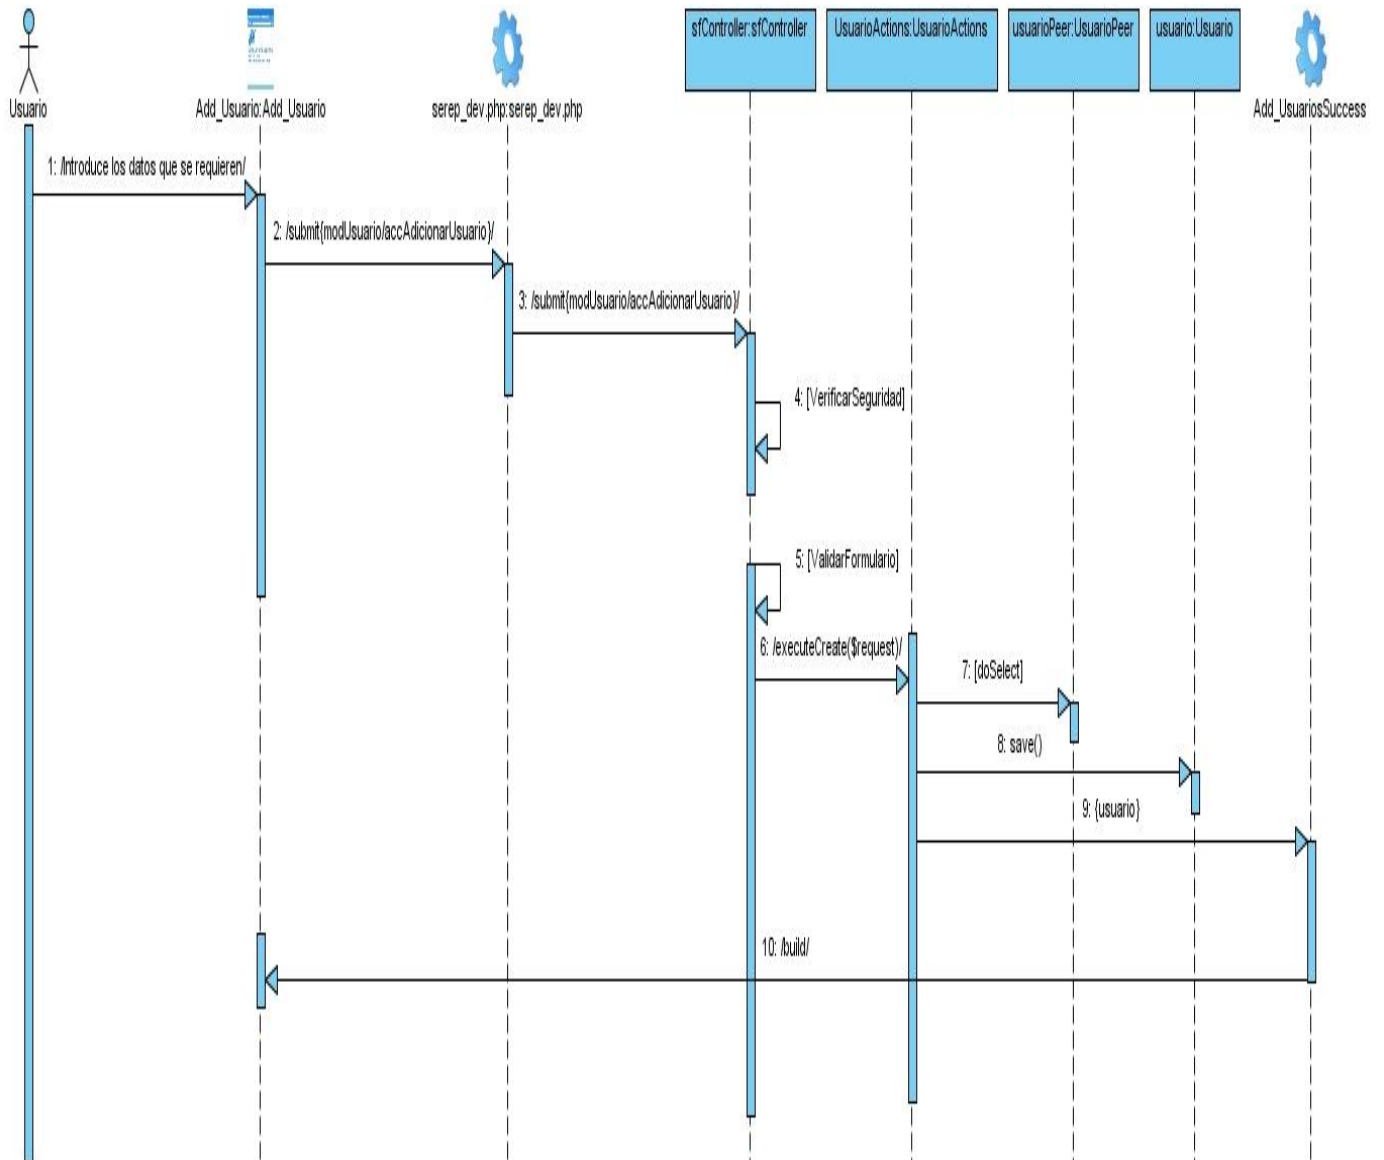 sfController:sfController
UsuarioActions:UsuarioActions
usuarioPeer:UsuarioPeer
usuario:Usuario
Usuario
Add_Usuario:Add_Usuario
serep_dev.php:serep_dev.php
Add_UsuariosSuccess
1: /Introduce los datos que se requieren/
2: /submit{modUsuario/accAdicionarUsuario}/
3: /submit{modUsuario/accAdicionarUsuario}/
4: [VerificarSeguridad]
5: [ValidarFormulario]
6: /executeCreate($request)/
7: [doSelect]
8: save()
9: {usuario}
10: /build/